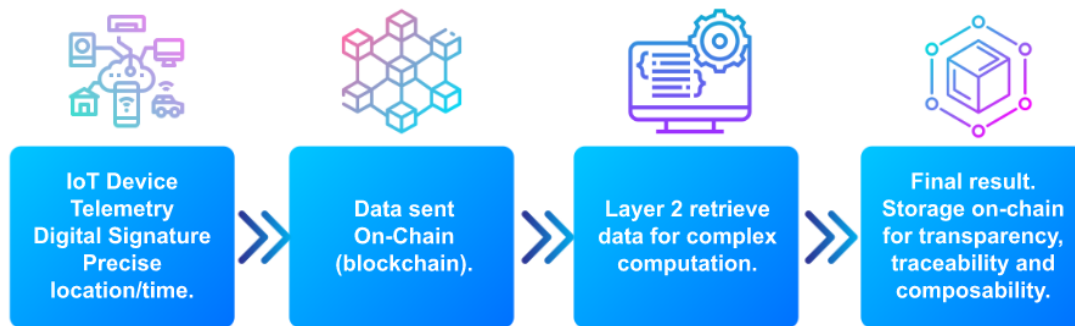 IoT Device
Telemetry
Digital Signature
Precise
location/time.
Data sent
On-Chain
(blockchain).
Layer 2 retrieve
data for complex
computation.
Final result.
Storage on-chain
for transparency,
traceability and
composability.